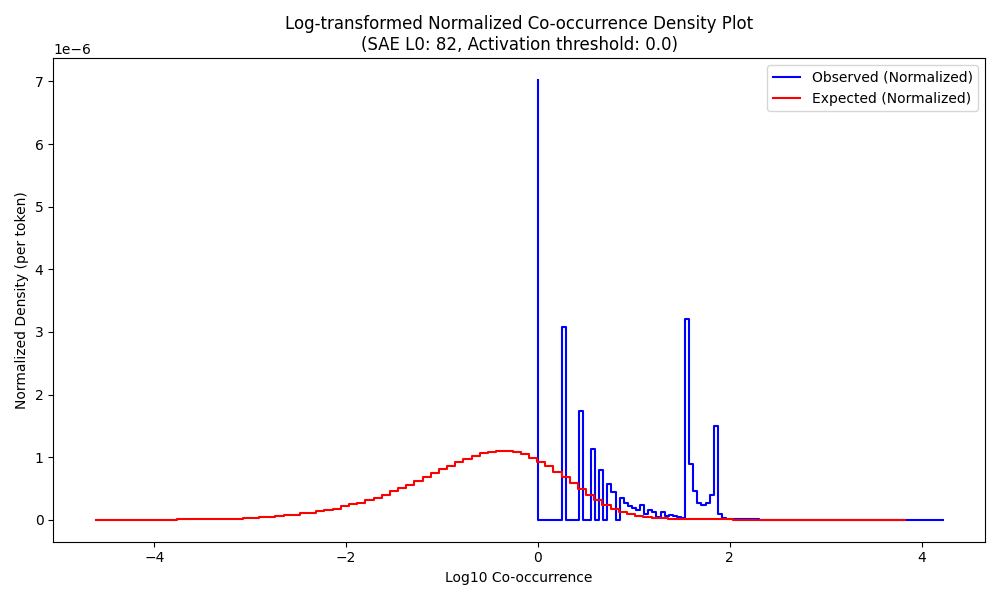 Log-transformed Normalized Co-occurrence Density Plot
(SAE L0: 82, Activation threshold: 0.0)
1e−6
Observed (Normalized)
Expected (Normalized)
7
6
5
4
3
2
1
0
Normalized Density (per token)
−4
−2
0
2
4
Log10 Co-occurrence